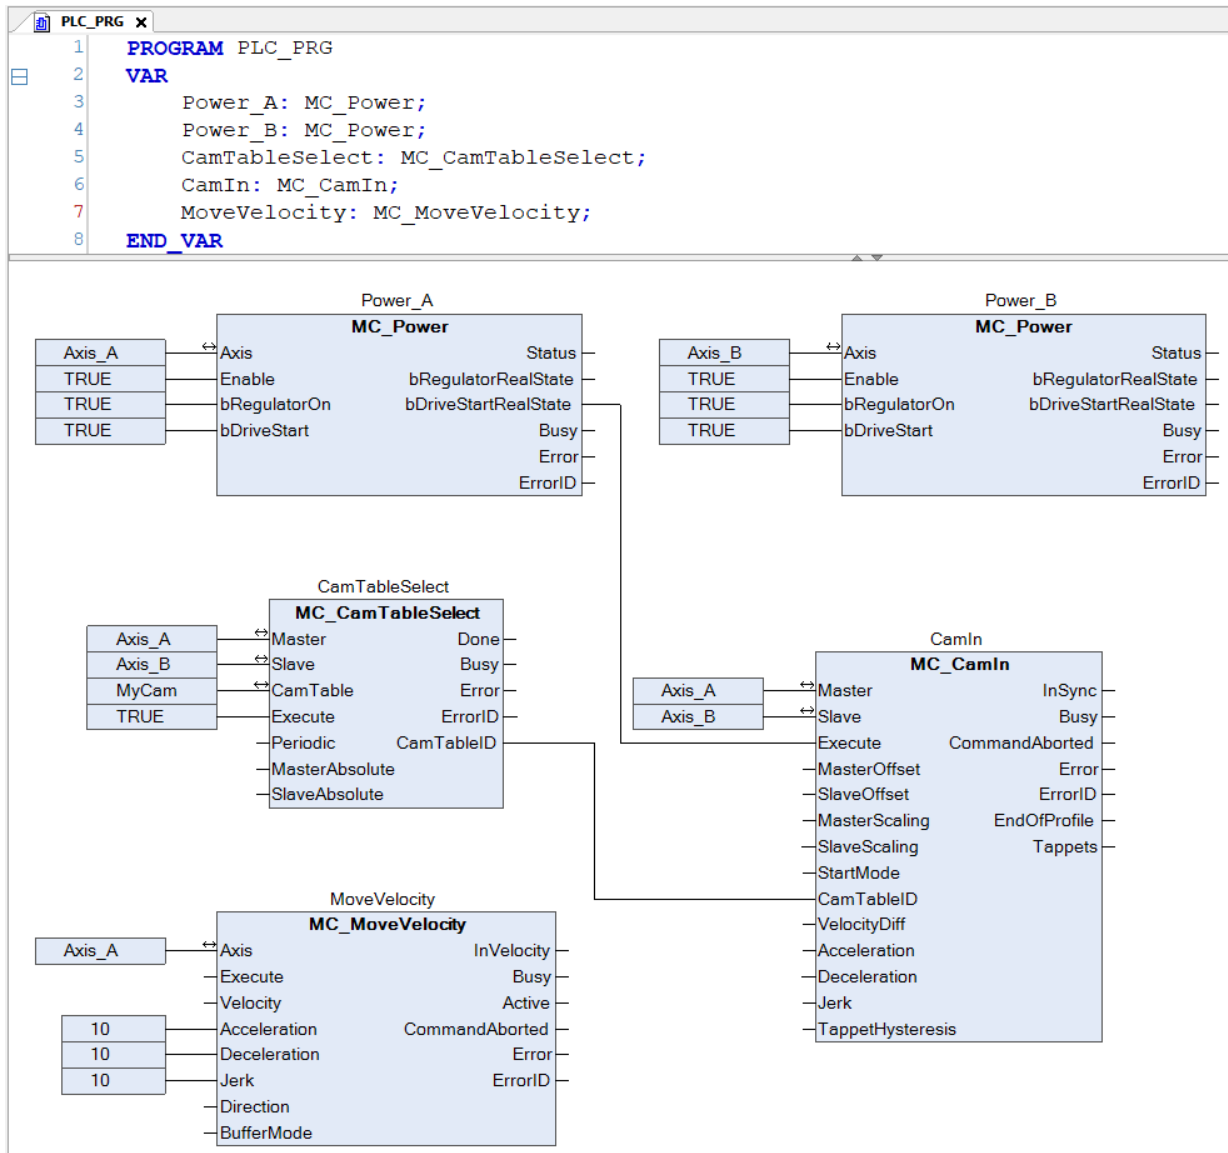 PLC_PRG
1 PROGRAM PLC_PRG
2 VAR
3 Power_A: MC_Power;
4 Power_B: MC_Power;
5 CamTableSelect: MC_CamTableSelect;
6 CamIn: MC_CamIn;
7 MoveVelocity: MC_MoveVelocity;
8 END_VAR
Power_A
MC_Power
Axis_A Axis Status
TRUE Enable bRegulatorRealState
TRUE bRegulatorOn bDriveStartRealState
TRUE bDriveStart Busy
Error
ErrorID
Power_B
MC_Power
Axis_B Axis Status
TRUE Enable bRegulatorRealState
TRUE bRegulatorOn bDriveStartRealState
TRUE bDriveStart Busy
Error
ErrorID
CamTableSelect
MC_CamTableSelect
Axis_A Master Done
Axis_B Slave Busy
MyCam CamTable Error
TRUE Execute ErrorID
Periodic CamTableID
MasterAbsolute
SlaveAbsolute
CamIn
MC_CamIn
Axis_A Master InSync
Axis_B Slave Busy
Execute CommandAborted
MasterOffset Error
SlaveOffset ErrorID
MasterScaling EndOfProfile
SlaveScaling Tappets
StartMode
CamTableID
VelocityDiff
Acceleration
Deceleration
Jerk
TappetHysteresis
MoveVelocity
MC_MoveVelocity
Axis_A Axis InVelocity
Execute Busy
Velocity Active
10 Acceleration CommandAborted
10 Deceleration Error
10 Jerk ErrorID
Direction
BufferMode